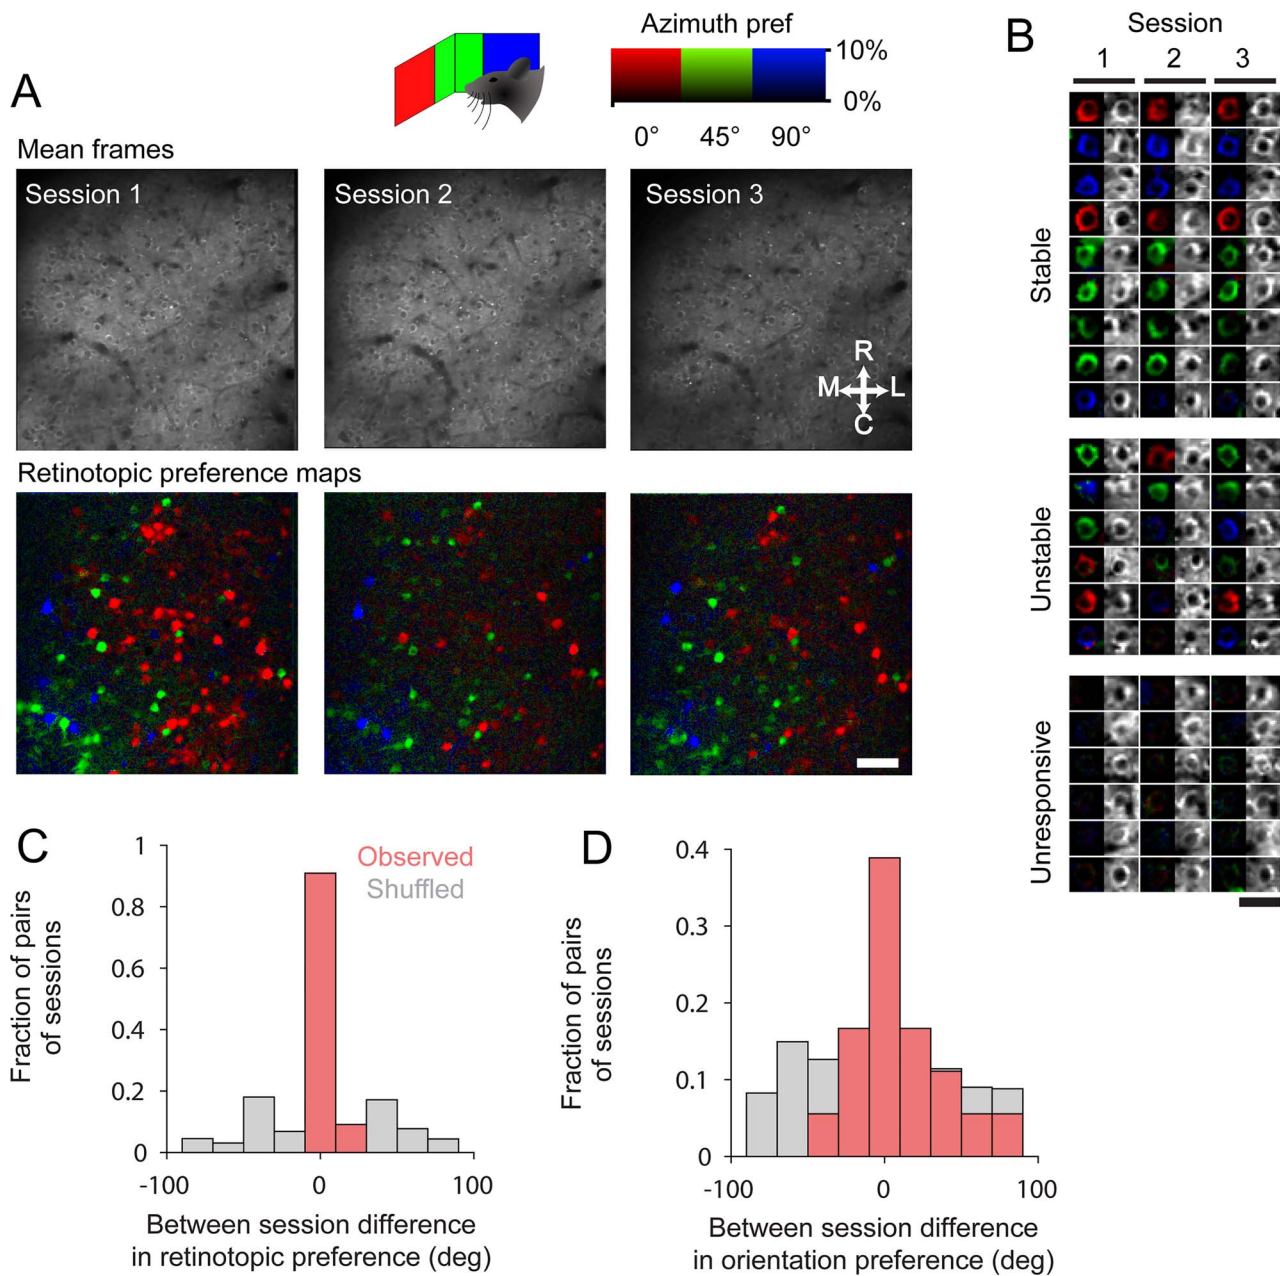 A
Azimuth pref
10%
0%
0° 45° 90°
Mean frames
Session 1
Session 2
Session 3
R
M L
C
Retinotopic preference maps
B
Session
1 2 3
Stable
Unstable
Unresponsive
C
Observed
Shuffled
Fraction of pairs
of sessions
1
0.8
0.6
0.4
0.2
0
-100 0 100
Between session difference
in retinotopic preference (deg)
D
Fraction of pairs
of sessions
0.4
0.3
0.2
0.1
0
-100 0 100
Between session difference
in orientation preference (deg)